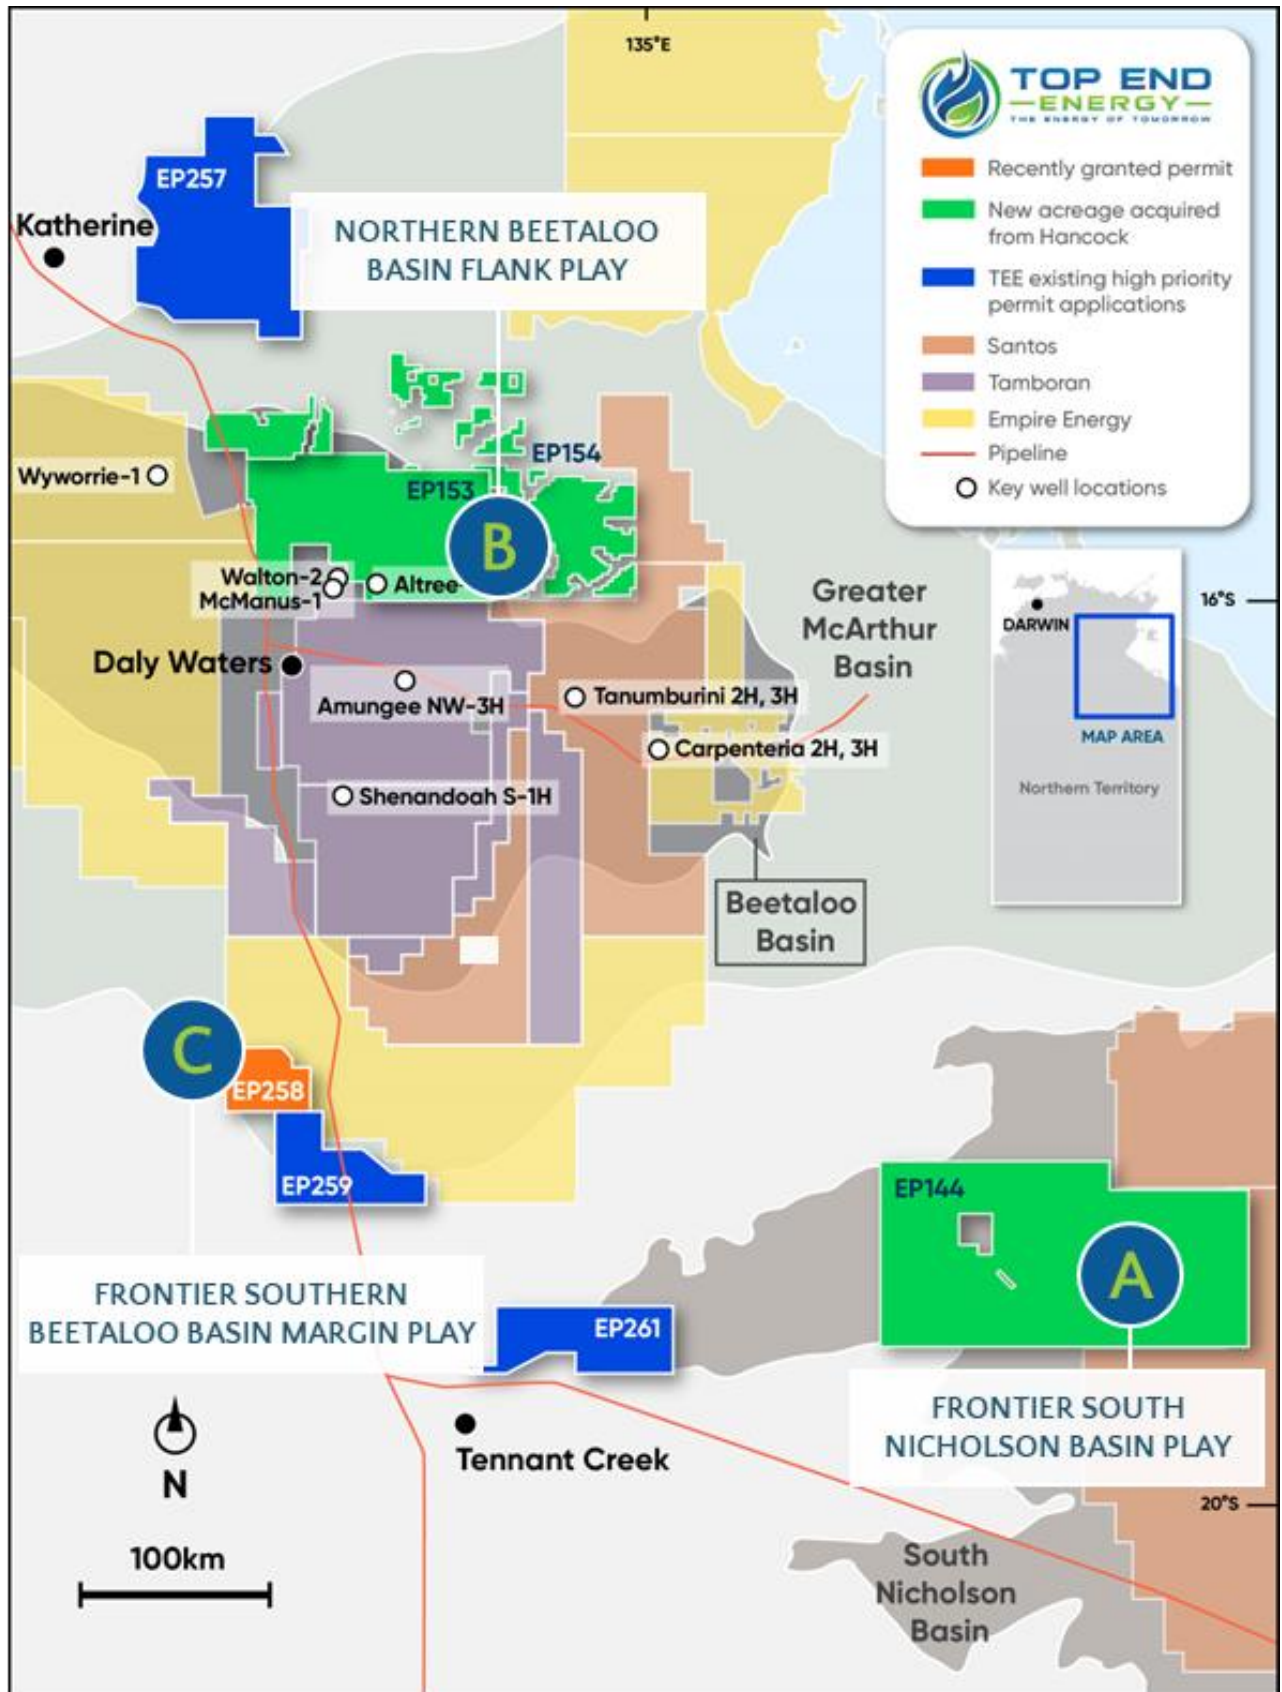 135°E
TOP END
ENERGY
THE ENERGY OF TOMORROW
Recently granted permit
New acreage acquired
from Hancock
TEE existing high priority
permit applications
Santos
Tamboran
Empire Energy
Pipeline
Key well locations
EP257
Katherine
NORTHERN BEETALOO
BASIN FLANK PLAY
EP154
EP153
Wyworrie-1
B
Walton-2
McManus-1
Altree
Greater
McArthur
Basin
16°S
DARWIN
MAP AREA
Northern Territory
Daly Waters
Amungee NW-3H
Tanumburini 2H, 3H
Carpenteria 2H, 3H
Shenandoah S-1H
Beetaloo
Basin
C
EP258
EP259
EP144
A
FRONTIER SOUTHERN
BEETALOO BASIN MARGIN PLAY
EP261
FRONTIER SOUTH
NICHOLSON BASIN PLAY
Tennant Creek
N
100km
20°S
South
Nicholson
Basin